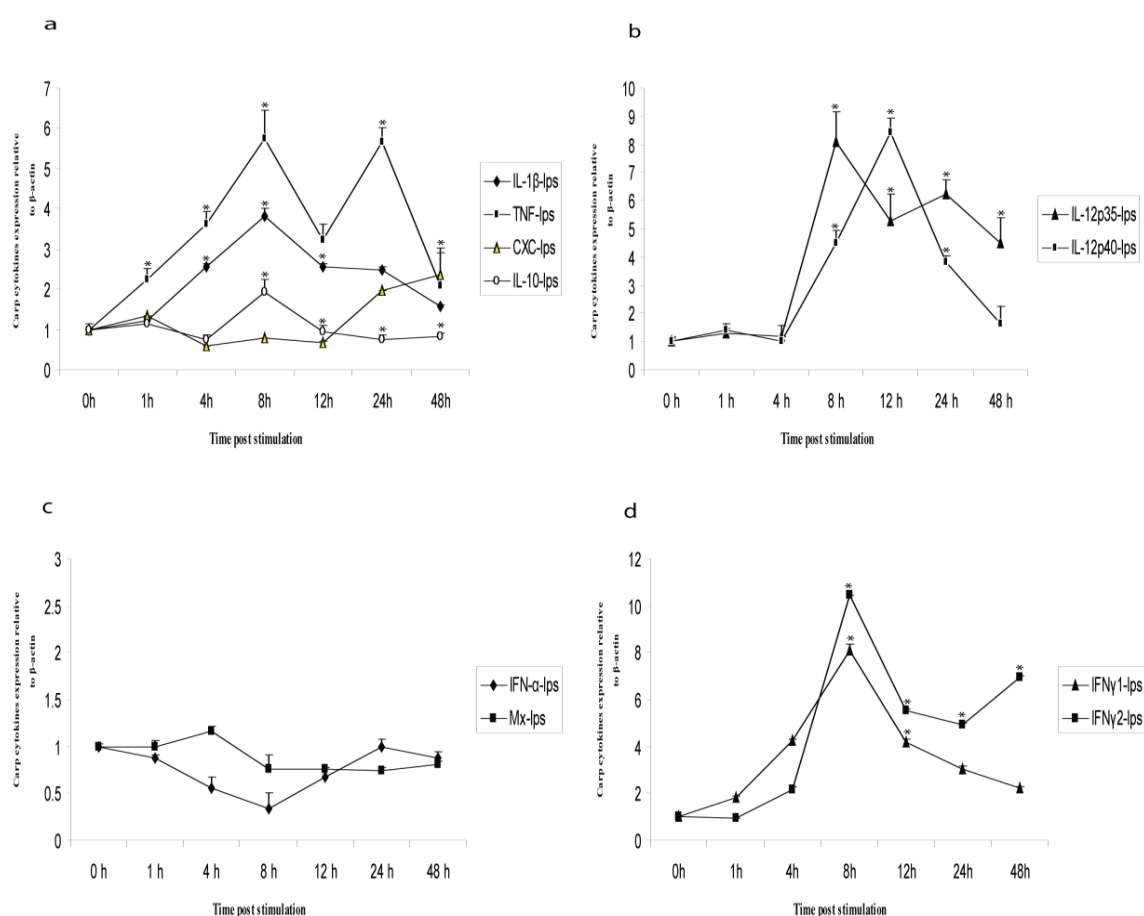 a
Carp cytokines expression relative
to β-actin
7
6
5
4
3
2
1
0
0h 1h 4h 8h 12h 24h 48h
Time post stimulation
* * * * * * * * * * *
IL-1β-lps
TNF-lps
CXC-lps
IL-10-lps
b
Carp cytokines expression relative
to β-actin
10
9
8
7
6
5
4
3
2
1
0
0 h 1 h 4 h 8 h 12 h 24 h 48 h
Time post stimulation
* * * * * * *
IL-12p35-lps
IL-12p40-lps
c
Carp cytokines expression relative
to β-actin
3
2.5
2
1.5
1
0.5
0
0 h 1 h 4 h 8 h 12 h 24 h 48 h
Time post stimulation
IFN-α-lps
Mx-lps
d
Carp cytokines expression relative
to β-actin
12
10
8
6
4
2
0
0h 1h 4h 8h 12h 24h 48h
Time post stimulation
* * * * * *
IFNγ1-lps
IFNγ2-lps